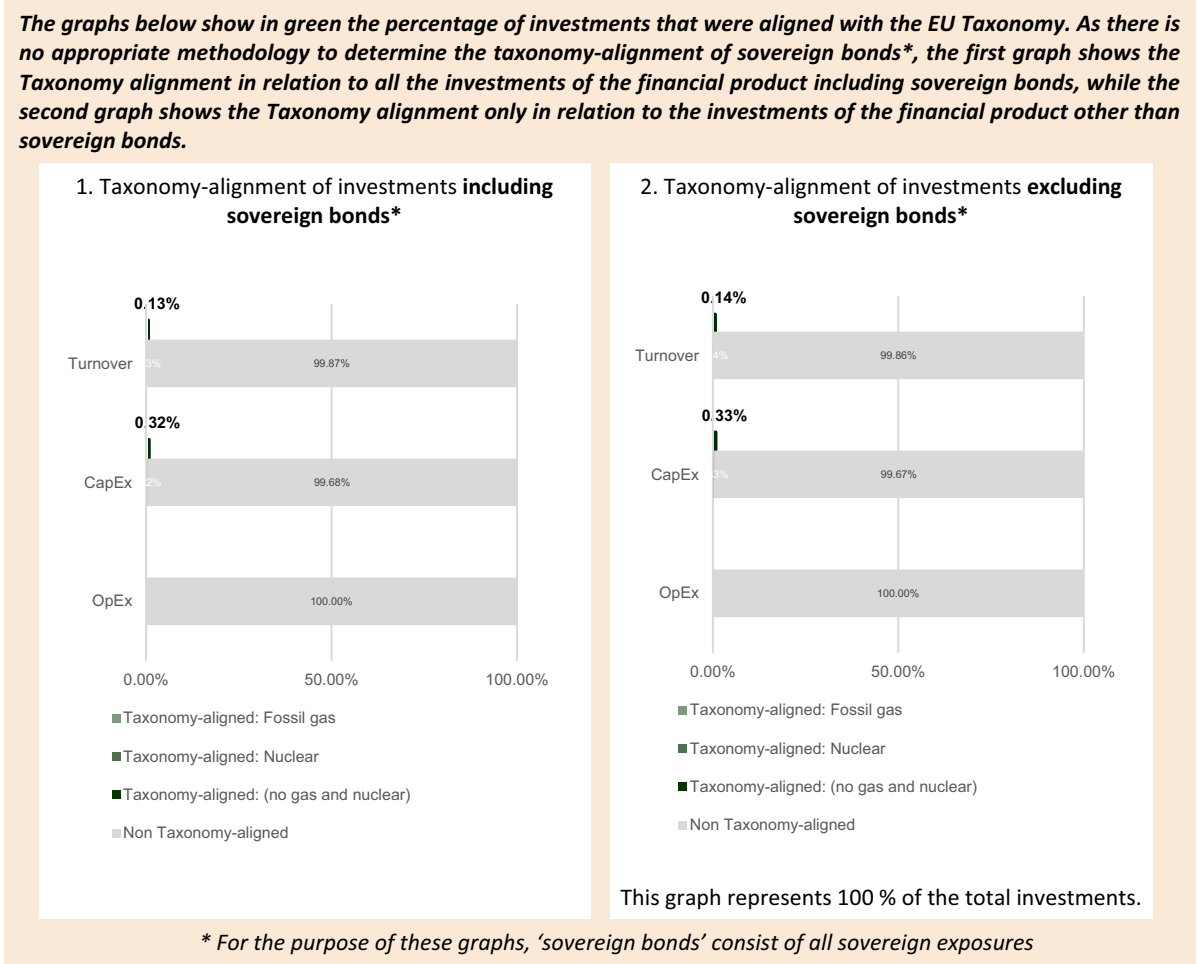 The graphs below show in green the percentage of investments that were aligned with the EU Taxonomy. As there is
no appropriate methodology to determine the taxonomy-alignment of sovereign bonds*, the first graph shows the
Taxonomy alignment in relation to all the investments of the financial product including sovereign bonds, while the
second graph shows the Taxonomy alignment only in relation to the investments of the financial product other than
sovereign bonds.
1. Taxonomy-alignment of investments including
sovereign bonds*
0.13%
Turnover
3%
99.87%
0.32%
CapEx
2%
99.68%
OpEx
100.00%
0.00%
50.00%
100.00%
Taxonomy-aligned: Fossil gas
Taxonomy-aligned: Nuclear
Taxonomy-aligned: (no gas and nuclear)
Non Taxonomy-aligned
2. Taxonomy-alignment of investments excluding
sovereign bonds*
0.14%
Turnover
4%
99.86%
0.33%
CapEx
3%
99.67%
OpEx
100.00%
0.00%
50.00%
100.00%
Taxonomy-aligned: Fossil gas
Taxonomy-aligned: Nuclear
Taxonomy-aligned: (no gas and nuclear)
Non Taxonomy-aligned
This graph represents 100 % of the total investments.
* For the purpose of these graphs, ‘sovereign bonds’ consist of all sovereign exposures